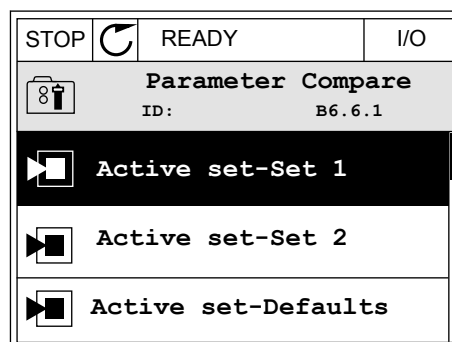 STOP READY I/O
Parameter Compare
ID: B6.6.1
Active set-Set 1
Active set-Set 2
Active set-Defaults